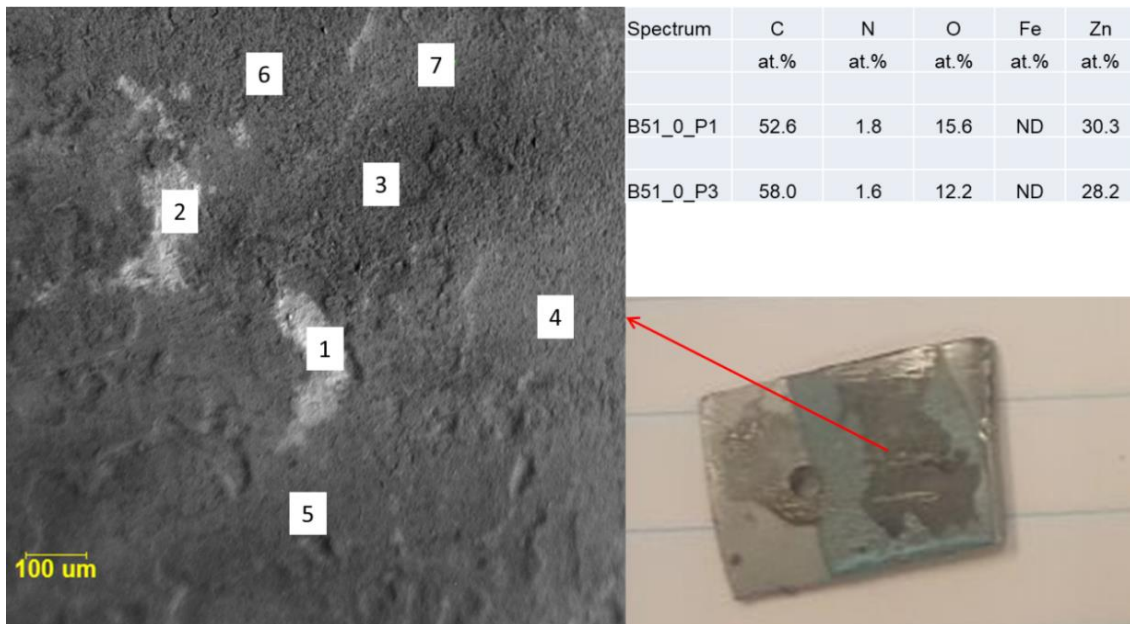 6
7
3
2
1
4
5
100 um
Spectrum C N O Fe Zn
at.% at.% at.% at.% at.%
B51_0_P1 52.6 1.8 15.6 ND 30.3
B51_0_P3 58.0 1.6 12.2 ND 28.2